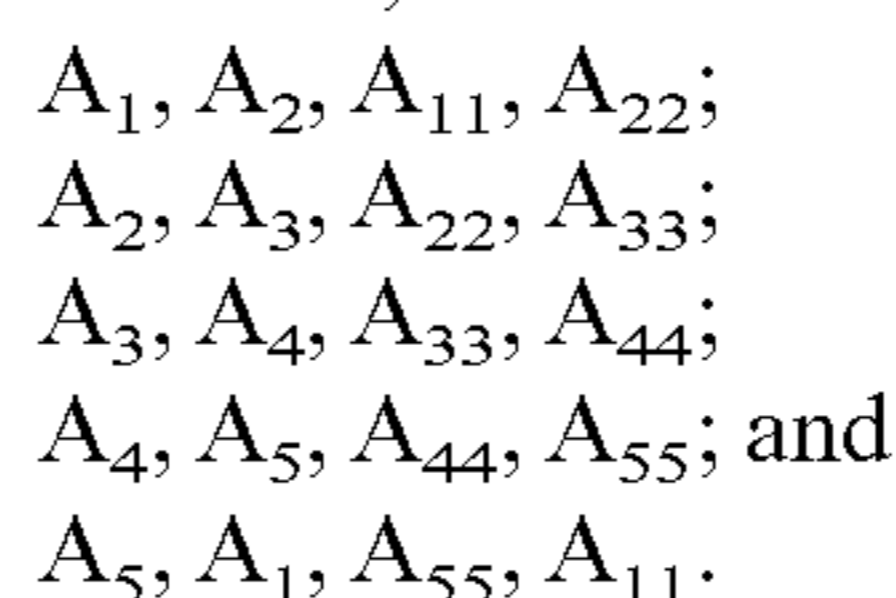 A₁, A₂, A₁₁, A₂₂;
A₂, A₃, A₂₂, A₃₃;
A₃, A₄, A₃₃, A₄₄;
A₄, A₅, A₄₄, A₅₅; and
A₅, A₁, A₅₅, A₁₁.